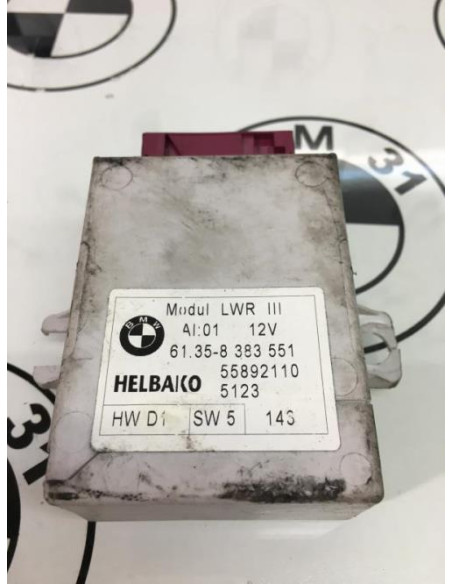 M 31
BMW
Modul LWR III
AI:01 12V
61.35-8 383 551
55892110
HELBAKO 5123
HW D1 SW 5 143
31